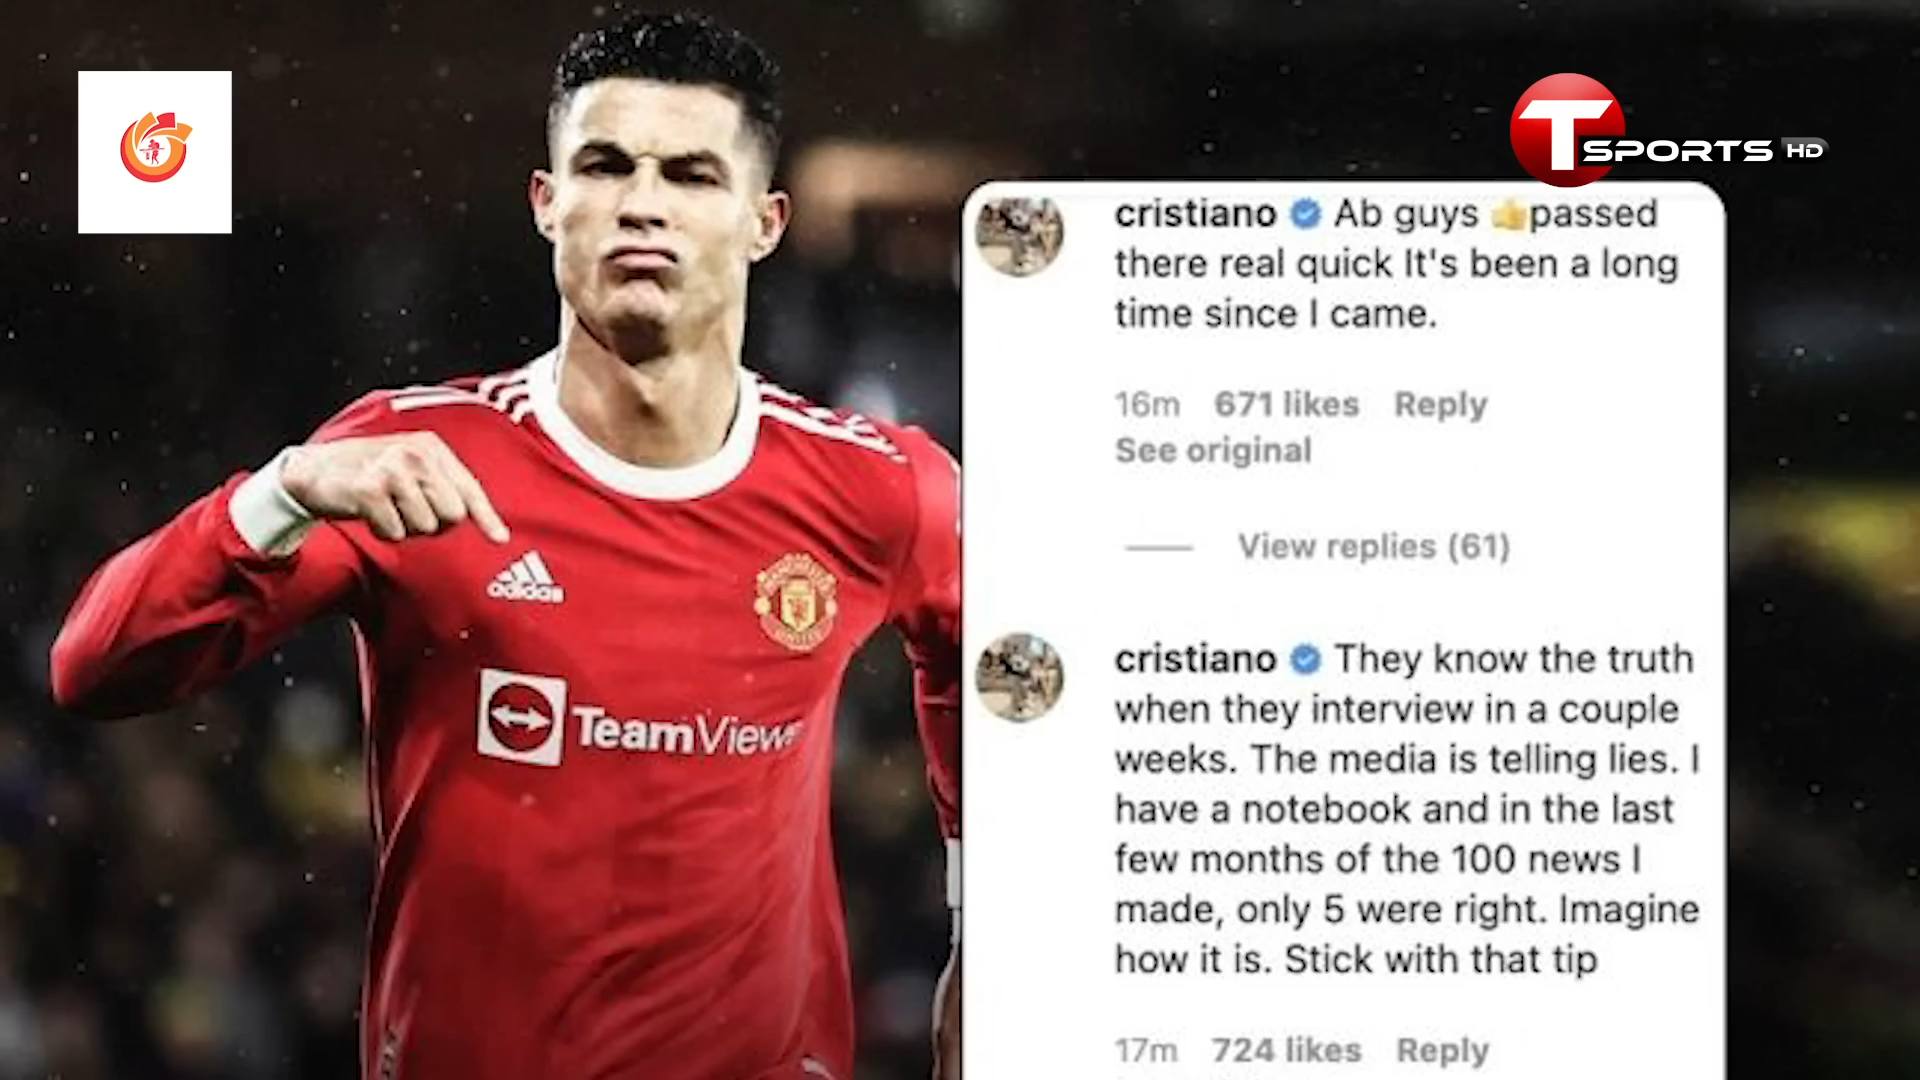 T SPORTS HD
cristiano Ab guys 👍passed
there real quick It's been a long
time since I came.
16m 671 likes Reply
See original
View replies (61)
cristiano They know the truth
when they interview in a couple
weeks. The media is telling lies. I
have a notebook and in the last
few months of the 100 news I
made, only 5 were right. Imagine
how it is. Stick with that tip
17m 724 likes Reply
adidas
MANCHESTER
UNITED
TeamViewer